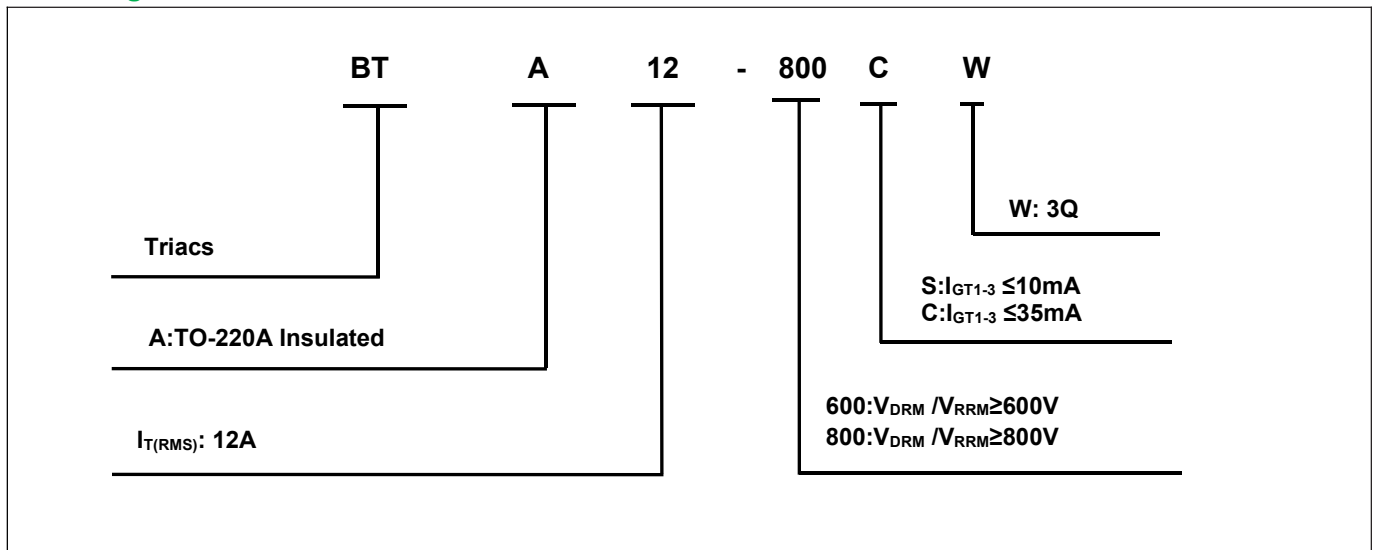 BT A 12 - 800 C W
W: 3Q
Triacs
S:IGT1-3 ≤10mA
C:IGT1-3 ≤35mA
A:TO-220A Insulated
600:VDRM /VRRM≥600V
800:VDRM /VRRM≥800V
IT(RMS): 12A